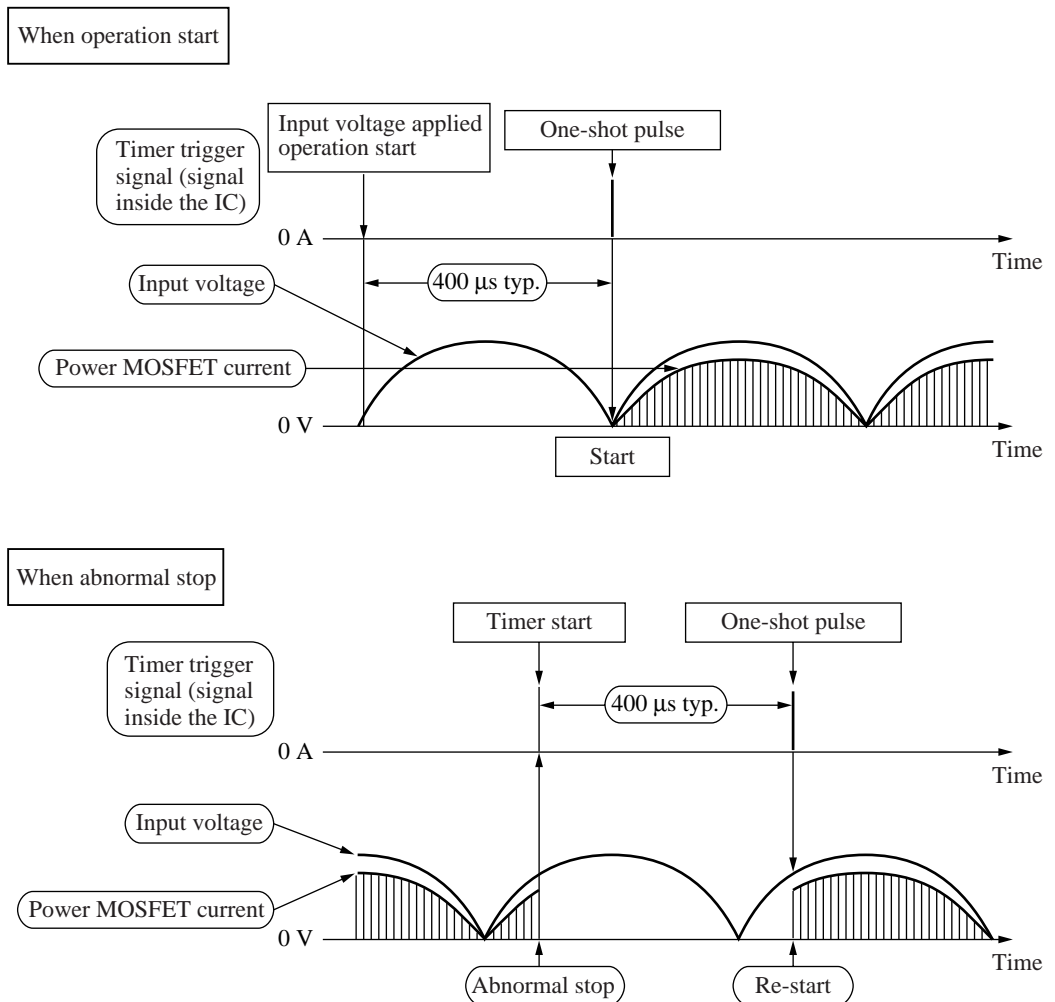 When operation start
Input voltage applied
operation start
One-shot pulse
Timer trigger
signal (signal
inside the IC)
0 A
Time
Input voltage
400 μs typ.
Power MOSFET current
0 V
Time
Start
When abnormal stop
Timer start
One-shot pulse
Timer trigger
signal (signal
inside the IC)
400 μs typ.
0 A
Time
Input voltage
Power MOSFET current
0 V
Time
Abnormal stop
Re-start